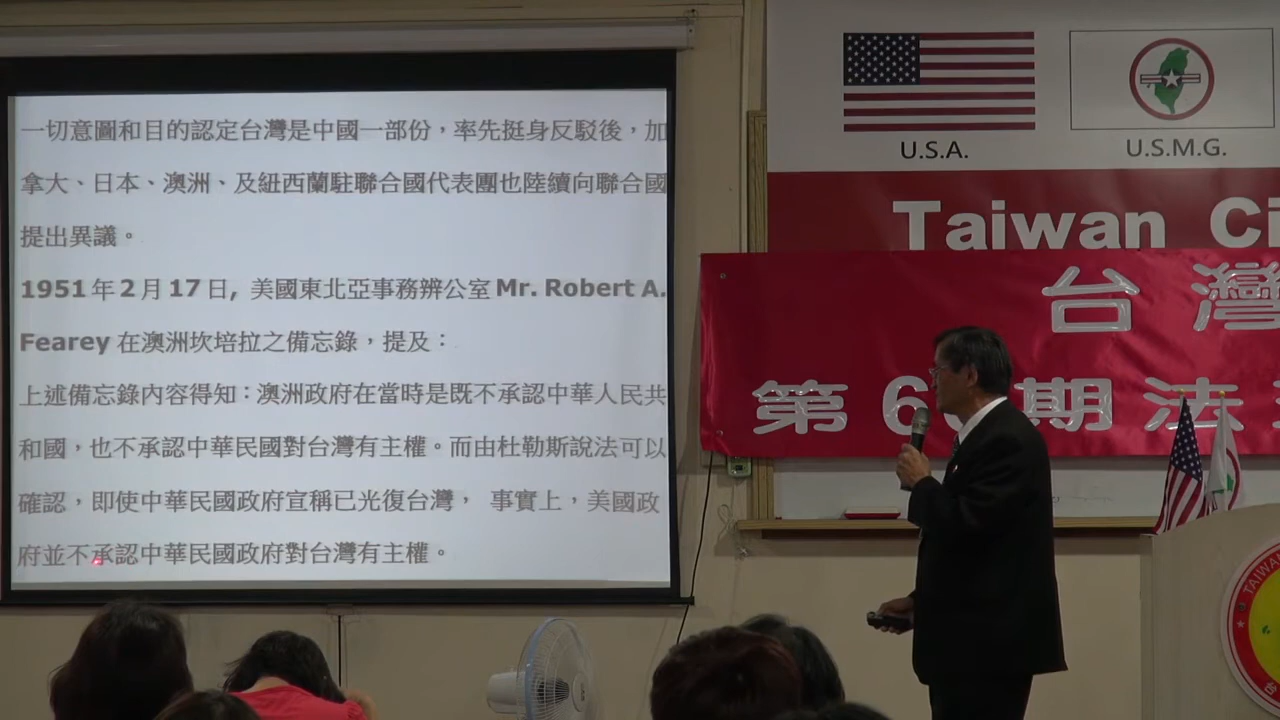 一切意圖和目的認定台灣是中國一部份，率先挺身反駁後，加
拿大、日本、澳洲、及紐西蘭駐聯合國代表團也陸續向聯合國
提出異議。
1951年2月17日, 美國東北亞事務辨公室Mr. Robert A.
Fearey 在澳洲坎培拉之備忘錄，提及：
上述備忘錄內容得知：澳洲政府在當時是既不承認中華人民共
和國，也不承認中華民國對台灣有主權。而由杜勒斯說法可以
確認，即使中華民國政府宣稱已光復台灣， 事實上，美國政
府並不承認中華民國政府對台灣有主權。
U.S.A.
U.S.M.G.
Taiwan Ci
台灣
第6 期法
TAIWAN